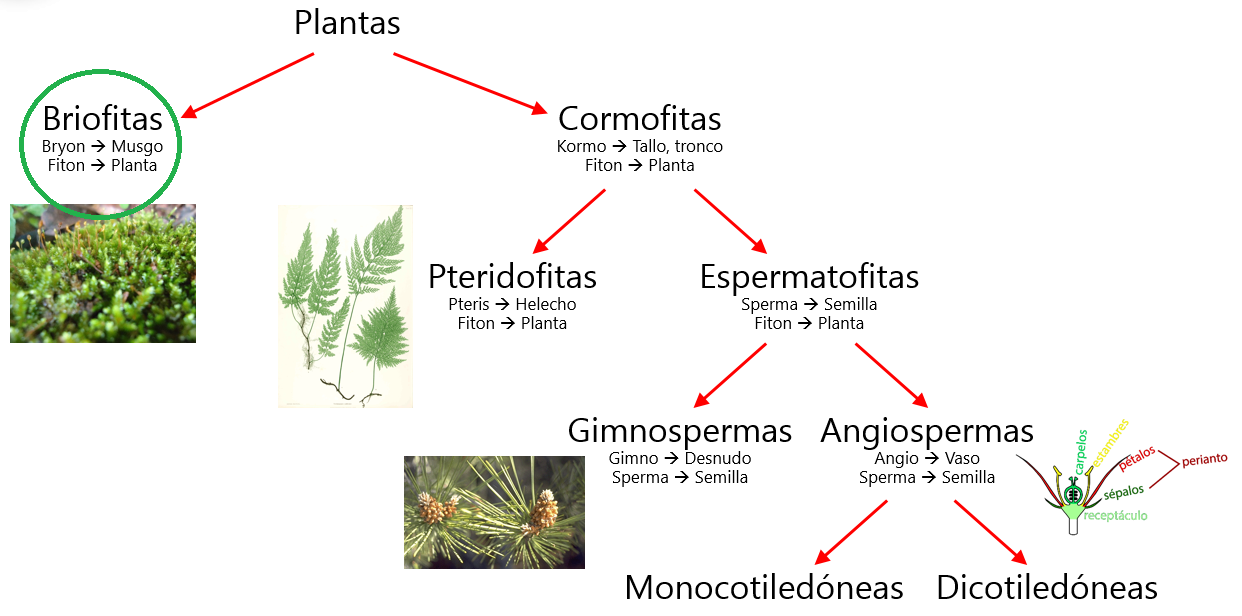 Plantas
Briofitas
Bryon → Musgo
Fiton → Planta
Cormofitas
Kormo → Tallo, tronco
Fiton → Planta
Pteridofitas
Pteris → Helecho
Fiton → Planta
Espermatofitas
Sperma → Semilla
Fiton → Planta
Gimnospermas
Gimno → Desnudo
Sperma → Semilla
Angiospermas
Angio → Vaso
Sperma → Semilla
carpelos
estambres
pétalos
perianto
sépalos
receptáculo
Monocotiledóneas
Dicotiledóneas